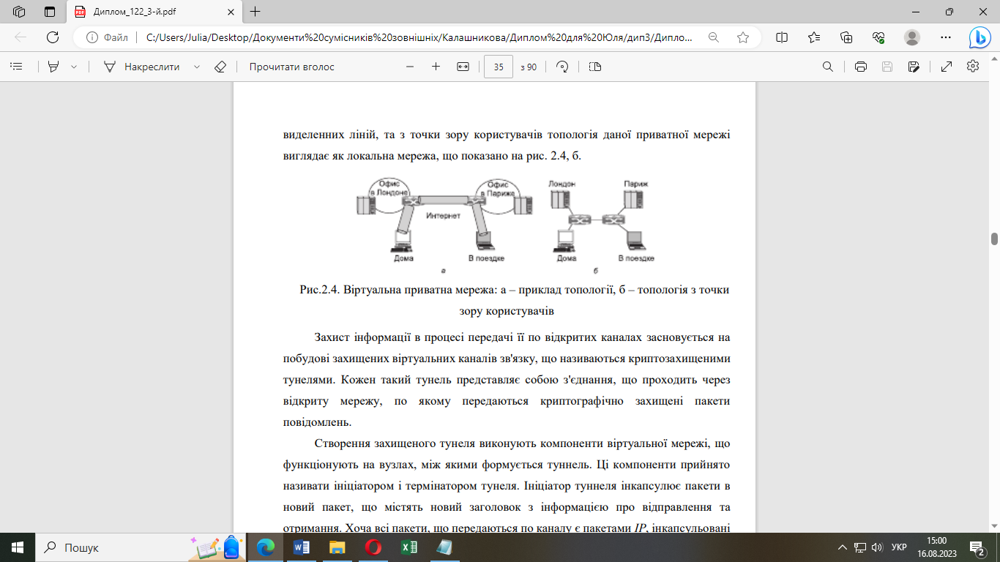 Диплом_122_3-й.pdf
Файл
C:/Users/Julia/Desktop/Документи%20сумісників%20зовнішніх/Калашникова/Диплом%20для%20Юля/дип3/Дипло...
Накреслити
Прочитати вголос
35
з 90
виделенних ліній, та з точки зору користувачів топологія даної приватної мережі
виглядає як локальна мережа, що показано на рис. 2.4, б.
Офис
в Лондоне
Офис
в Париже
Интернет
Дома
В поездке
а
Лондон
Париж
Дома
В поездке
б
Рис.2.4. Віртуальна приватна мережа: а – приклад топології, б – топологія з точки
зору користувачів
Захист інформації в процесі передачі її по відкритих каналах засновується на
побудові захищених віртуальних каналів зв'язку, що називаються криптозахищеними
тунелями. Кожен такий тунель представляє собою з'єднання, що проходить через
відкриту мережу, по якому передаються криптографічно захищені пакети
повідомлень.
Створення захищеного тунеля виконують компоненти віртуальної мережі, що
функціонують на вузлах, між якими формується туннель. Ці компоненти прийнято
називати ініціатором і термінатором тунеля. Ініціатор туннеля інкапсулює пакети в
новий пакет, що містять новий заголовок з інформацією про відправлення та
отримання. Хоча всі пакети, що передаються по каналу є пакетами IP, інкапсульовані
Пошук
УКР
15:00
16.08.2023
2